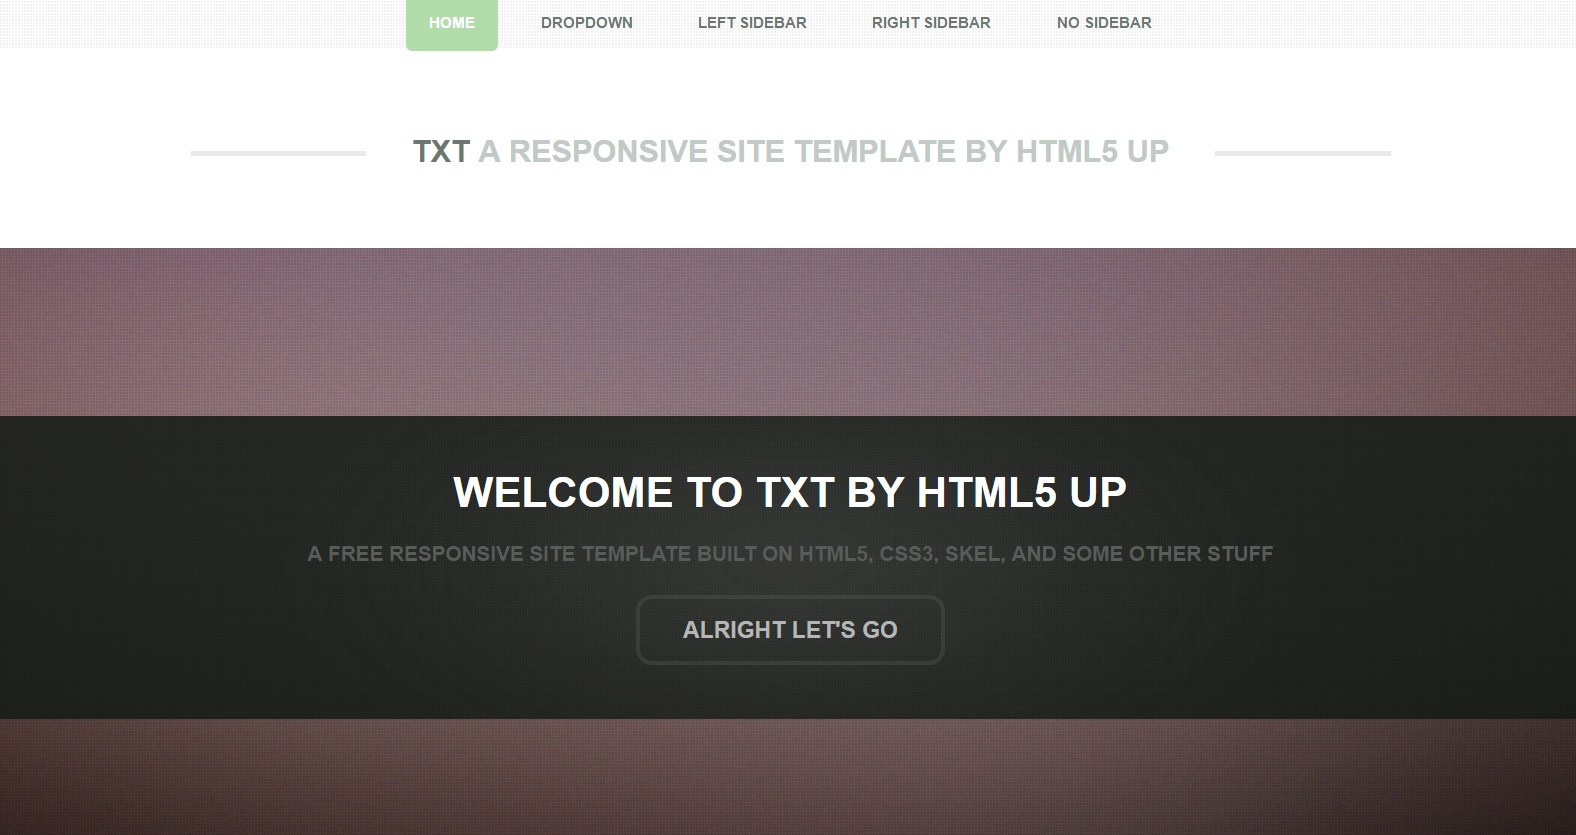 HOME DROPDOWN LEFT SIDEBAR RIGHT SIDEBAR NO SIDEBAR
TXT A RESPONSIVE SITE TEMPLATE BY HTML5 UP
WELCOME TO TXT BY HTML5 UP
A FREE RESPONSIVE SITE TEMPLATE BUILT ON HTML5, CSS3, SKEL, AND SOME OTHER STUFF
ALRIGHT LET'S GO